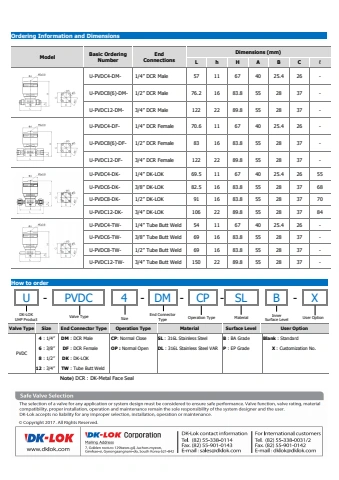 Ordering Information and Dimensions
Model Basic Ordering Number End Connections Dimensions (mm)
L h H A B C ℓ
U-PVDC4-DM- 1/4" DCR Male 57 11 67 40 25.4 26 -
U-PVDC8(6)-DM- 1/2" DCR Male 76.2 16 83.8 55 28 37 -
U-PVDC12-DM- 3/4" DCR Male 122 22 89.8 55 28 37 -
U-PVDC4-DF- 1/4" DCR Female 70.6 11 67 40 25.4 26 -
U-PVDC8(6)-DF- 1/2" DCR Female 83 16 83.8 55 28 37 -
U-PVDC12-DF- 3/4" DCR Female 122 22 89.8 55 28 37 -
U-PVDC4-DK- 1/4" DK-LOK 69.5 11 67 40 25.4 26 55
U-PVDC6-DK- 3/8" DK-LOK 82.5 16 83.8 55 28 37 68
U-PVDC8-DK- 1/2" DK-LOK 91 16 83.8 55 28 37 70
U-PVDC12-DK- 3/4" DK-LOK 106 22 89.8 55 28 37 84
U-PVDC4-TW- 1/4" Tube Butt Weld 54 11 67 40 25.4 26 -
U-PVDC6-TW- 3/8" Tube Butt Weld 69 16 83.8 55 28 37 -
U-PVDC8-TW- 1/2" Tube Butt Weld 69 16 83.8 55 28 37 -
U-PVDC12-TW- 3/4" Tube Butt Weld 150 22 89.8 55 28 37 -
How to order
U - PVDC - 4 - DM - CP - SL - B - X
DK-LOK UHP Product Valve Type Size End Connector Type Operation Type Material Inner Surface Level User Option
Valve Type Size End Connector Type Operation Type Material Surface Level User Option
PVDC
4 : 1/4" DM : DCR Male CP: Normal Close SL : 316L Stainless Steel B : BA Grade Blank : Standard
6 : 3/8" DF : DCR Female OP : Normal Open DL : 316L Stainless Steel VAR P : EP Grade X : Customization No.
8 : 1/2" DK : DK-LOK
12 : 3/4" TW : Tube Butt Weld
Note) DCR : DK-Metal Face Seal
Safe Valve Selection
The selection of a valve for any application or system design must be considered to ensure safe performance. Valve function, valve rating, material
compatibility, proper installation, operation and maintenance remain the sole responsibility of the system designer and the user.
DK-Lok accepts no liability for any improper selection, installation, operation or maintenance.
© Copyright 2017. All Rights Reserved.
DK-LOK
www.dklok.com
DK-LOK Corporation
Mailing Address
DK-LOK contact information
Tel. (82) 55-338-0114
Fax. (82) 55-901-0143
E-mail : sales@dklok.com
For International Customers
Tel. (82) 55-338-0031/2
Fax. (82) 55-901-0142
E-mail : dklok@dklok.com